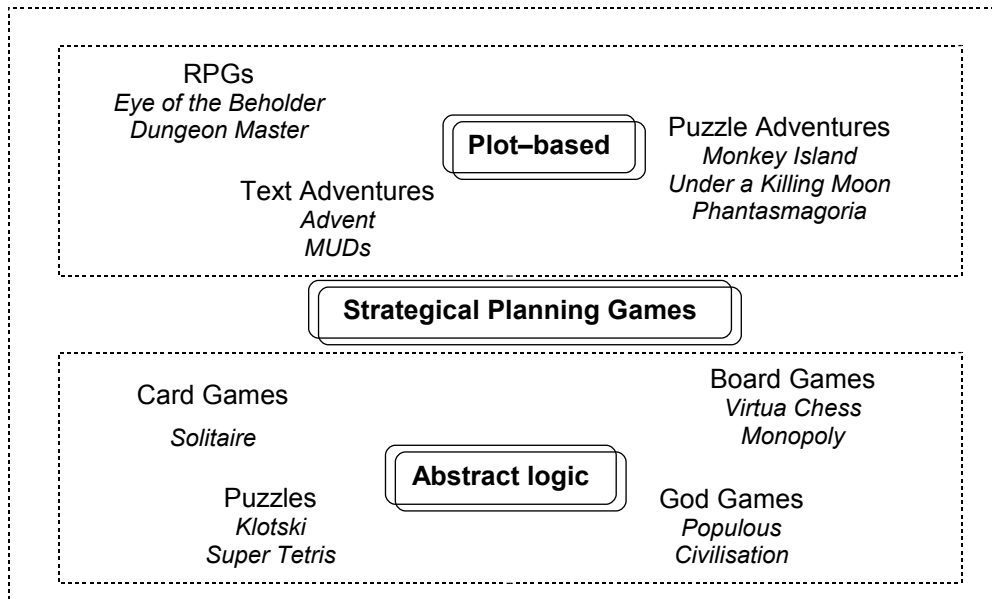 RPGs
Eye of the Beholder
Dungeon Master
Plot–based
Puzzle Adventures
Monkey Island
Under a Killing Moon
Phantasmagoria
Text Adventures
Advent
MUDs
Strategical Planning Games
Card Games
Solitaire
Board Games
Virtua Chess
Monopoly
Abstract logic
Puzzles
Klotski
Super Tetris
God Games
Populous
Civilisation